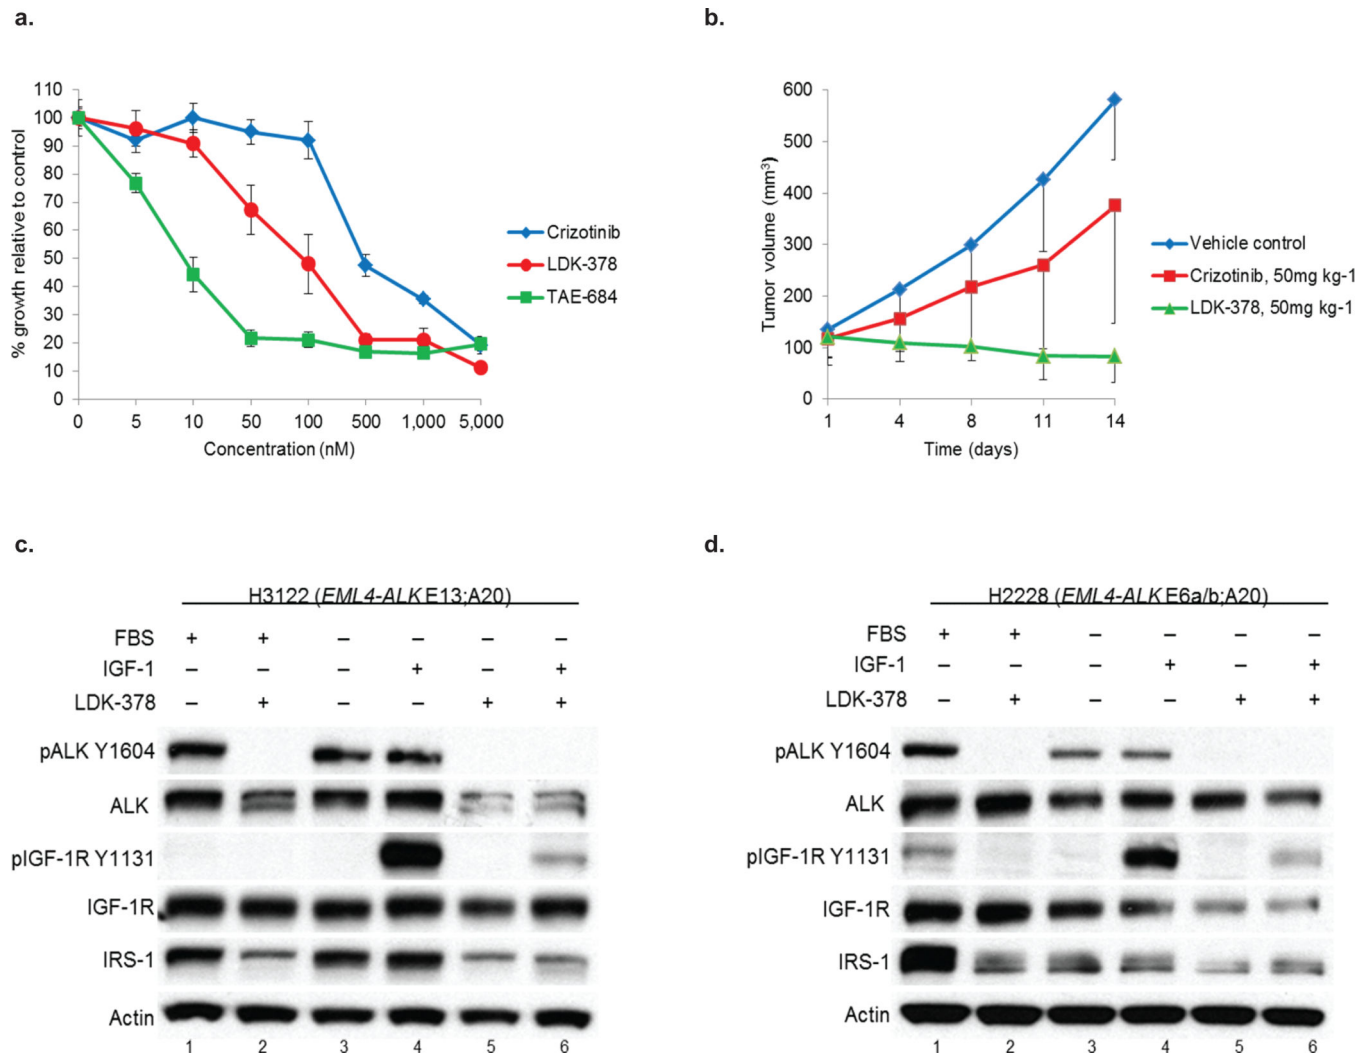 a.
110
100
90
80
70
60
50
40
30
20
10
0
% growth relative to control
0 5 10 50 100 500 1,000 5,000
Concentration (nM)
Crizotinib
LDK-378
TAE-684
b.
600
500
400
300
200
100
0
Tumor volume (mm³)
1 4 8 11 14
Time (days)
Vehicle control
Crizotinib, 50mg kg-1
LDK-378, 50mg kg-1
c.
H3122 (EML4-ALK E13;A20)
FBS + + – – – –
IGF-1 – – – + – +
LDK-378 – + – – + +
pALK Y1604
ALK
pIGF-1R Y1131
IGF-1R
IRS-1
Actin
1 2 3 4 5 6
d.
H2228 (EML4-ALK E6a/b;A20)
FBS + + – – – –
IGF-1 – – – + – +
LDK-378 – + – – + +
pALK Y1604
ALK
pIGF-1R Y1131
IGF-1R
IRS-1
Actin
1 2 3 4 5 6